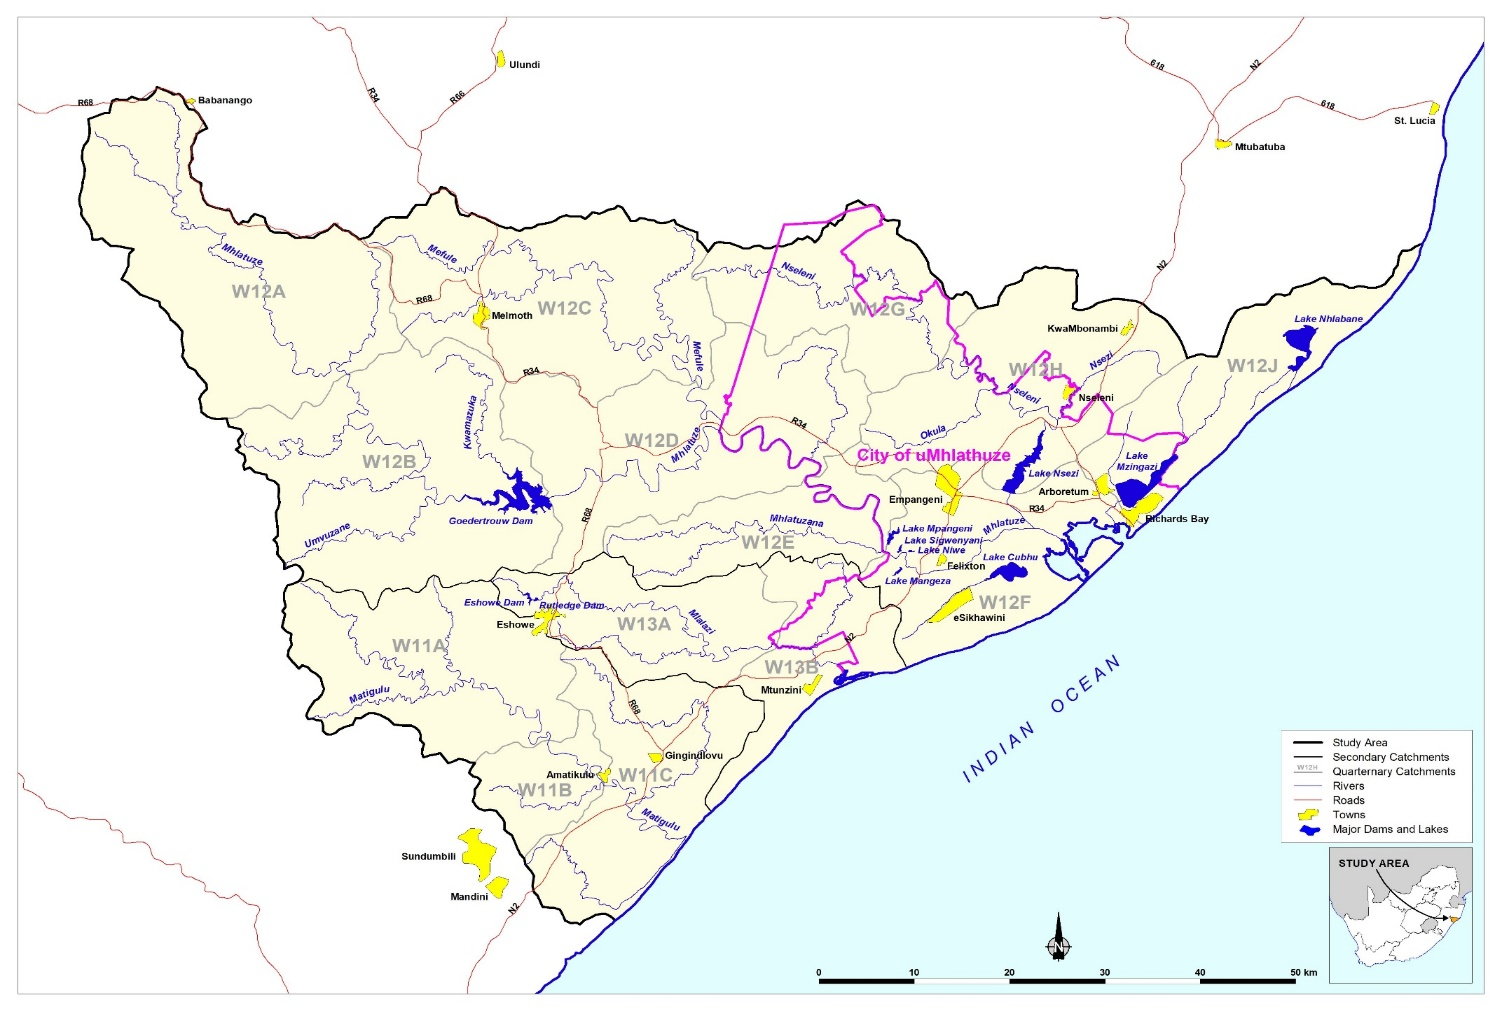 Ulundi
R34
R66
R68
Babanango
618
N2
618
St. Lucia
Mtubatuba
N2
Mhlatuze
W12A
Mefule
R68
Melmoth
W12C
Nseleni
W12G
KwaMbonambi
Lake Nhlabane
W12J
Mefule
R34
W12H
Nsezi
Nseleni
Nseleni
Kwamazuka
W12D
Mhlatuze
R34
Okula
City of uMhlathuze
Lake
Mzingazi
W12B
Lake Nsezi
Arboretum
Empangeni
R34
Richards Bay
Goedertrouw Dam
R68
Umvuzane
Mhlatuzana
W12E
Lake Mpangeni
Mhlatuze
Lake Sigwenyani
Lake Niwe
Lake Cubhu
Felixton
Lake Mangeza
Eshowe Dam
Rutledge Dam
Eshowe
W13A
Mlalazi
W12F
eSikhawini
N2
W11A
Matigulu
W13B
Mtunzini
R68
Gingindlovu
Amatikulu
W11C
W11B
Matigulu
Sundumbili
Mandini
N2
INDIAN OCEAN
Study Area
Secondary Catchments
W12H
Quarternary Catchments
Rivers
Roads
Towns
Major Dams and Lakes
STUDY AREA
N
0 10 20 30 40 50 km